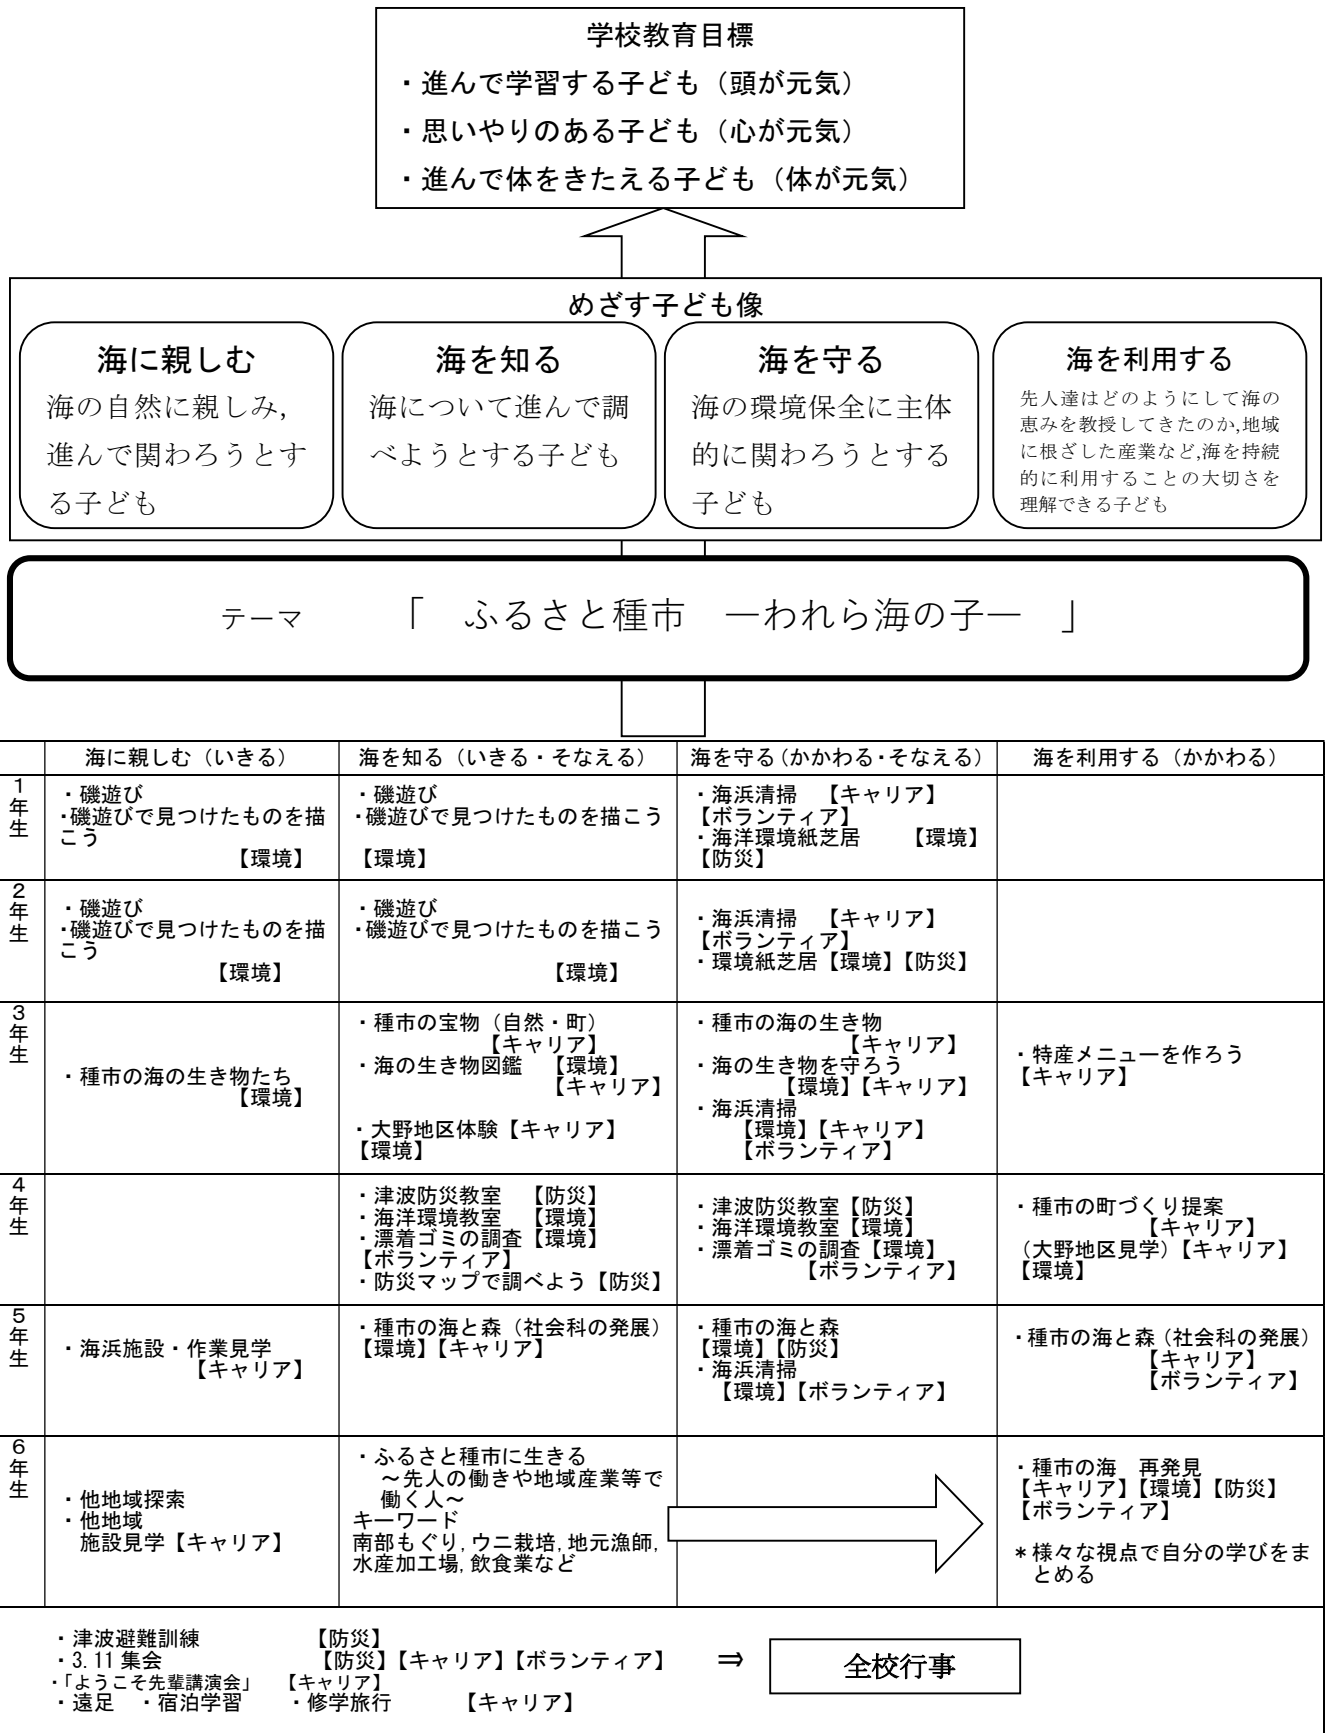 学校教育目標
・進んで学習する子ども（頭が元気）
・思いやりのある子ども（心が元気）
・進んで体をきたえる子ども（体が元気）
めざす子ども像
海に親しむ
海の自然に親しみ,
進んで関わろうとす
る子ども
海を知る
海について進んで調
べようとする子ども
海を守る
海の環境保全に主体
的に関わろうとする
子ども
海を利用する
先人達はどのようにして海の
恵みを教授してきたのか,地域
に根ざした産業など,海を持続
的に利用することの大切さを
理解できる子ども
テーマ 「 ふるさと種市 ―われら海の子― 」
海に親しむ（いきる）
海を知る（いきる・そなえる）
海を守る（かかわる・そなえる）
海を利用する（かかわる）
1年生
・磯遊び
・磯遊びで見つけたものを描
こう
【環境】
・磯遊び
・磯遊びで見つけたものを描こう
【環境】
・海浜清掃 【キャリア】
【ボランティア】
・海洋環境紙芝居 【環境】
【防災】
2年生
・磯遊び
・磯遊びで見つけたものを描
こう
【環境】
・磯遊び
・磯遊びで見つけたものを描こう
【環境】
・海浜清掃 【キャリア】
【ボランティア】
・環境紙芝居【環境】【防災】
3年生
・種市の海の生き物たち
【環境】
・種市の宝物（自然・町）
【キャリア】
・海の生き物図鑑 【環境】
【キャリア】
・大野地区体験【キャリア】
【環境】
・種市の海の生き物
【キャリア】
・海の生き物を守ろう
【環境】【キャリア】
・海浜清掃
【環境】【キャリア】
【ボランティア】
・特産メニューを作ろう
【キャリア】
4年生
・津波防災教室 【防災】
・海洋環境教室 【環境】
・漂着ゴミの調査【環境】
【ボランティア】
・防災マップで調べよう【防災】
・津波防災教室【防災】
・海洋環境教室【環境】
・漂着ゴミの調査【環境】
【ボランティア】
・種市の町づくり提案
【キャリア】
（大野地区見学）【キャリア】
【環境】
5年生
・海浜施設・作業見学
【キャリア】
・種市の海と森（社会科の発展）
【環境】【キャリア】
・種市の海と森
【環境】【防災】
・海浜清掃
【環境】【ボランティア】
・種市の海と森（社会科の発展）
【キャリア】
【ボランティア】
6年生
・他地域探索
・他地域
施設見学【キャリア】
・ふるさと種市に生きる
～先人の働きや地域産業等で
働く人～
キーワード
南部もぐり,ウニ栽培,地元漁師,
水産加工場,飲食業など
・種市の海 再発見
【キャリア】【環境】【防災】
【ボランティア】
＊様々な視点で自分の学びをま
とめる
・津波避難訓練 【防災】
・3.11集会 【防災】【キャリア】【ボランティア】 ⇒ 全校行事
・「ようこそ先輩講演会」 【キャリア】
・遠足 ・宿泊学習 ・修学旅行 【キャリア】